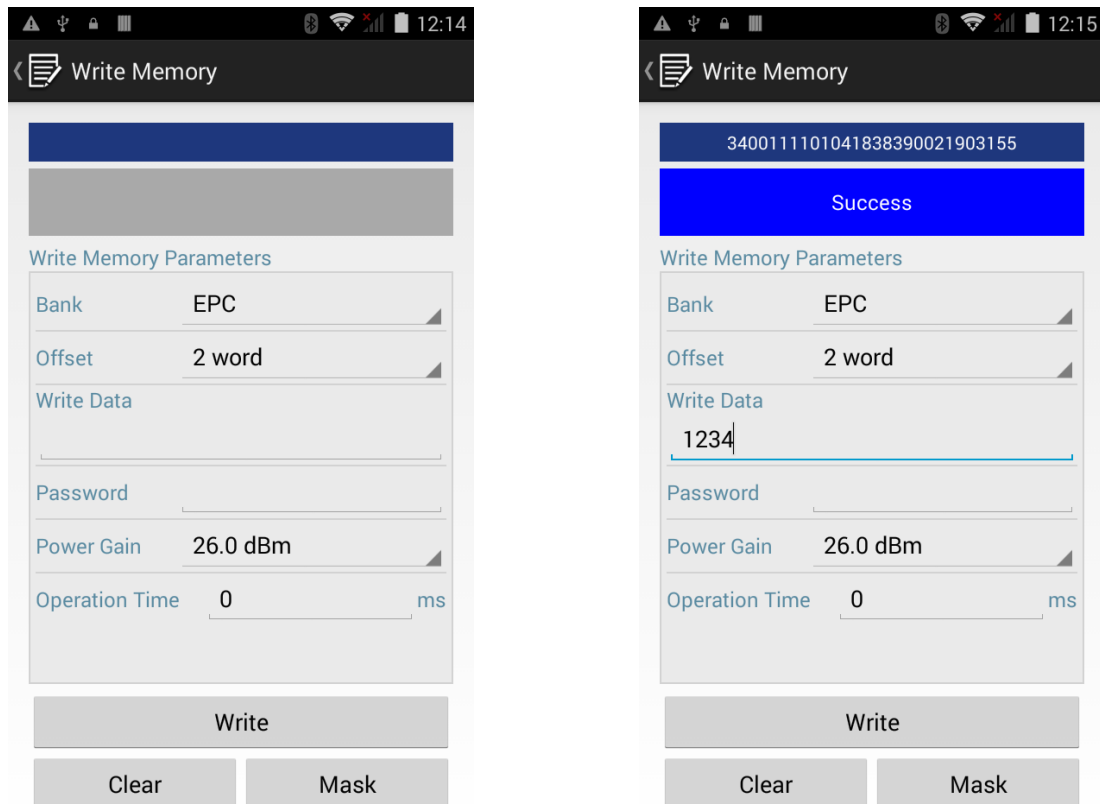 12:14
Write Memory
Write Memory Parameters
Bank EPC
Offset 2 word
Write Data
Password
Power Gain 26.0 dBm
Operation Time 0 ms
Write
Clear Mask
12:15
Write Memory
3400111101041838390021903155
Success
Write Memory Parameters
Bank EPC
Offset 2 word
Write Data
1234
Password
Power Gain 26.0 dBm
Operation Time 0 ms
Write
Clear Mask